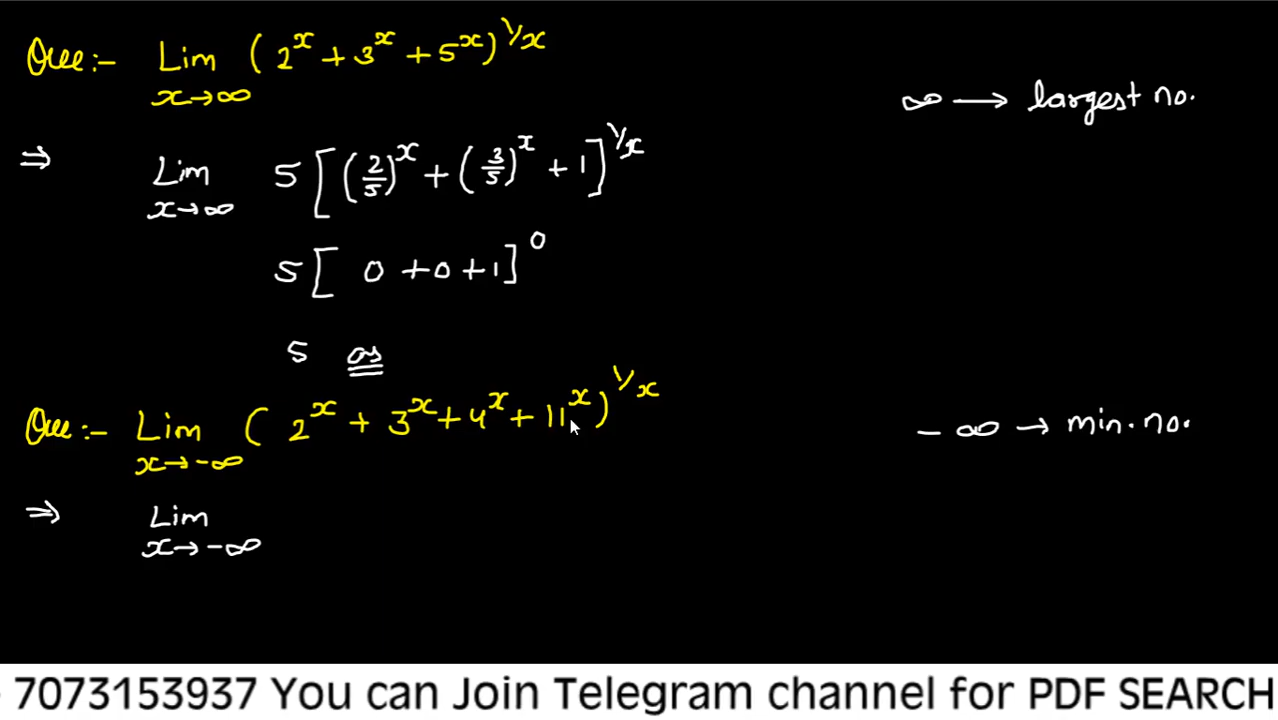 Que:- Lim x→∞ (2^x + 3^x + 5^x)^1/x
∞ → largest no.
⇒ Lim x→∞ 5[(2/5)^x + (3/5)^x + 1]^1/x
5[0 + 0 + 1]^0
5 as
Que:- Lim x→-∞ (2^x + 3^x + 4^x + 11^x)^1/x
- ∞ → min. no.
⇒ Lim x→-∞
7073153937 You can Join Telegram channel for PDF SEARCH